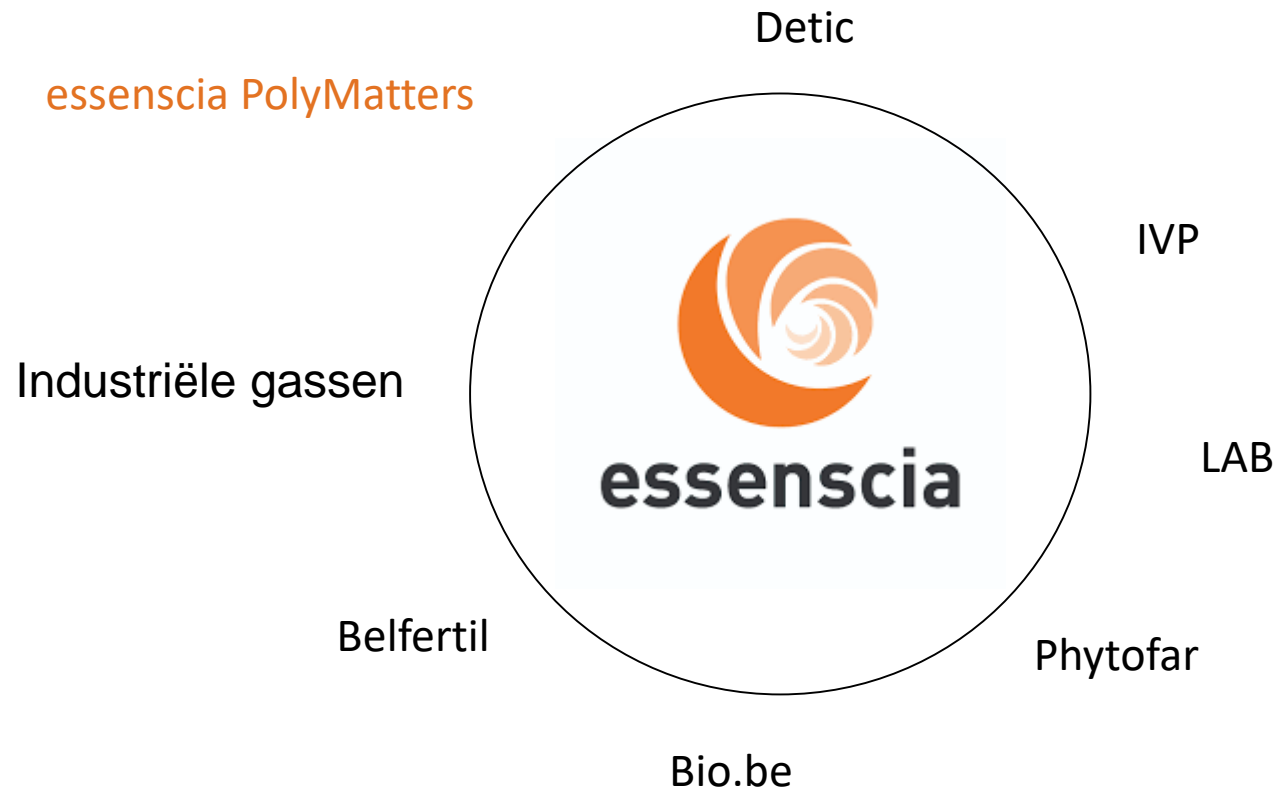 Detic
essenscia PolyMatters
IVP
Industriële gassen
LAB
essenscia
Belfertil
Phytofar
Bio.be